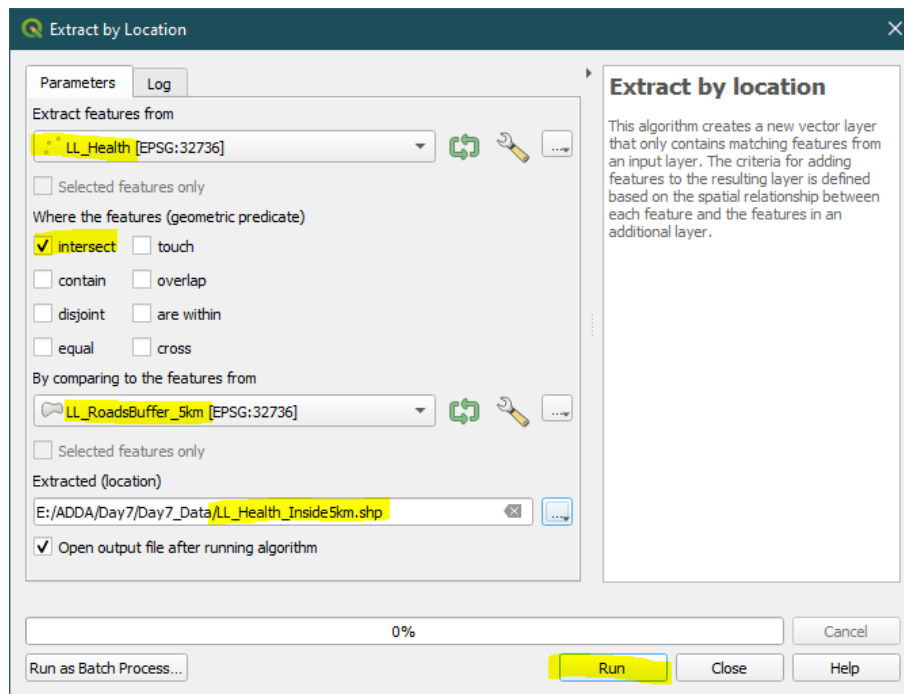 Extract by Location
Parameters
Log
Extract features from
LL_Health [EPSG:32736]
...
Selected features only
Where the features (geometric predicate)
intersect
touch
contain
overlap
disjoint
are within
equal
cross
By comparing to the features from
LL_RoadsBuffer_5km [EPSG:32736]
...
Selected features only
Extracted (location)
E:/ADDA/Day7/Day7_Data/LL_Health_Inside5km.shp
...
Open output file after running algorithm
Extract by location
This algorithm creates a new vector layer
that only contains matching features from
an input layer. The criteria for adding
features to the resulting layer is defined
based on the spatial relationship between
each feature and the features in an
additional layer.
0%
Cancel
Run as Batch Process...
Run
Close
Help